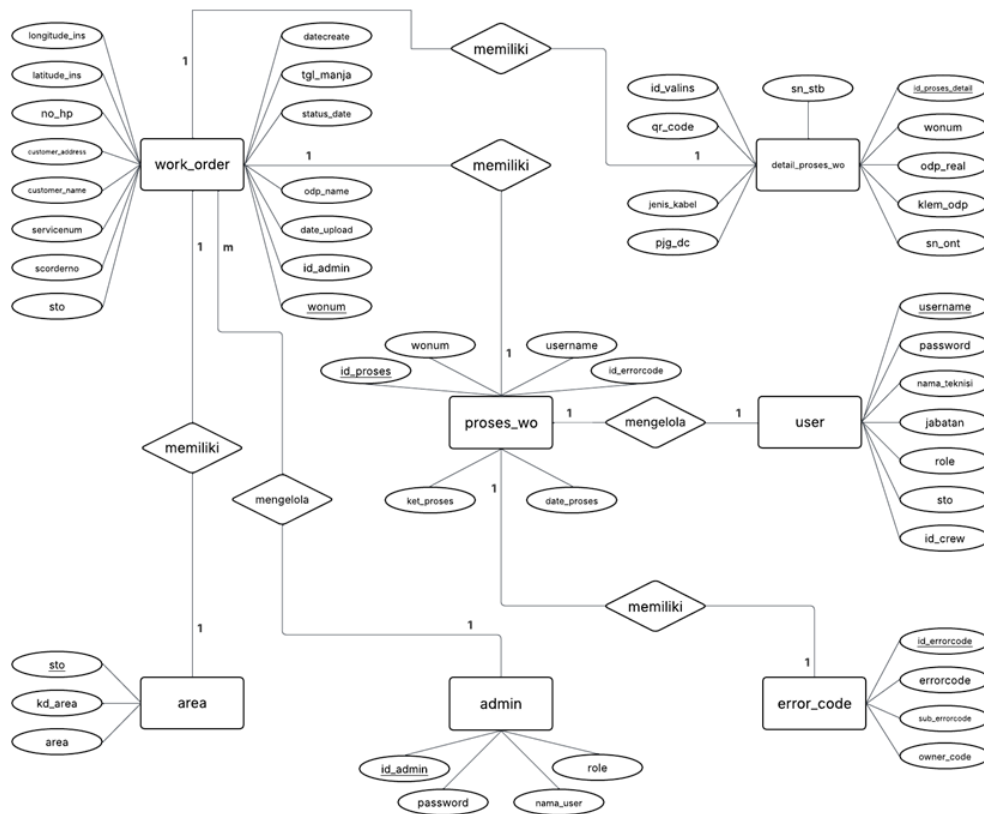 longitude_ins
datecreate
memiliki
1
latitude_ins
tgl_manja
id_valins
sn_stb
id_proses_detail
no_hp
status_date
qr_code
wonum
customer_address
work_order
1
memiliki
1
detail_proses_wo
odp_real
customer_name
odp_name
jenis_kabel
klem_odp
servicenum
date_upload
pjg_dc
sn_ont
1
m
scorderno
id_admin
sto
wonum
username
wonum
username
password
1
id_proses
id_errorcode
nama_teknisi
proses_wo
1
mengelola
1
user
jabatan
memiliki
role
1
mengelola
ket_proses
date_proses
sto
id_crew
memiliki
1
1
id_errorcode
sto
1
errorcode
kd_area
area
admin
error_code
sub_errorcode
area
owner_code
id_admin
role
password
nama_user